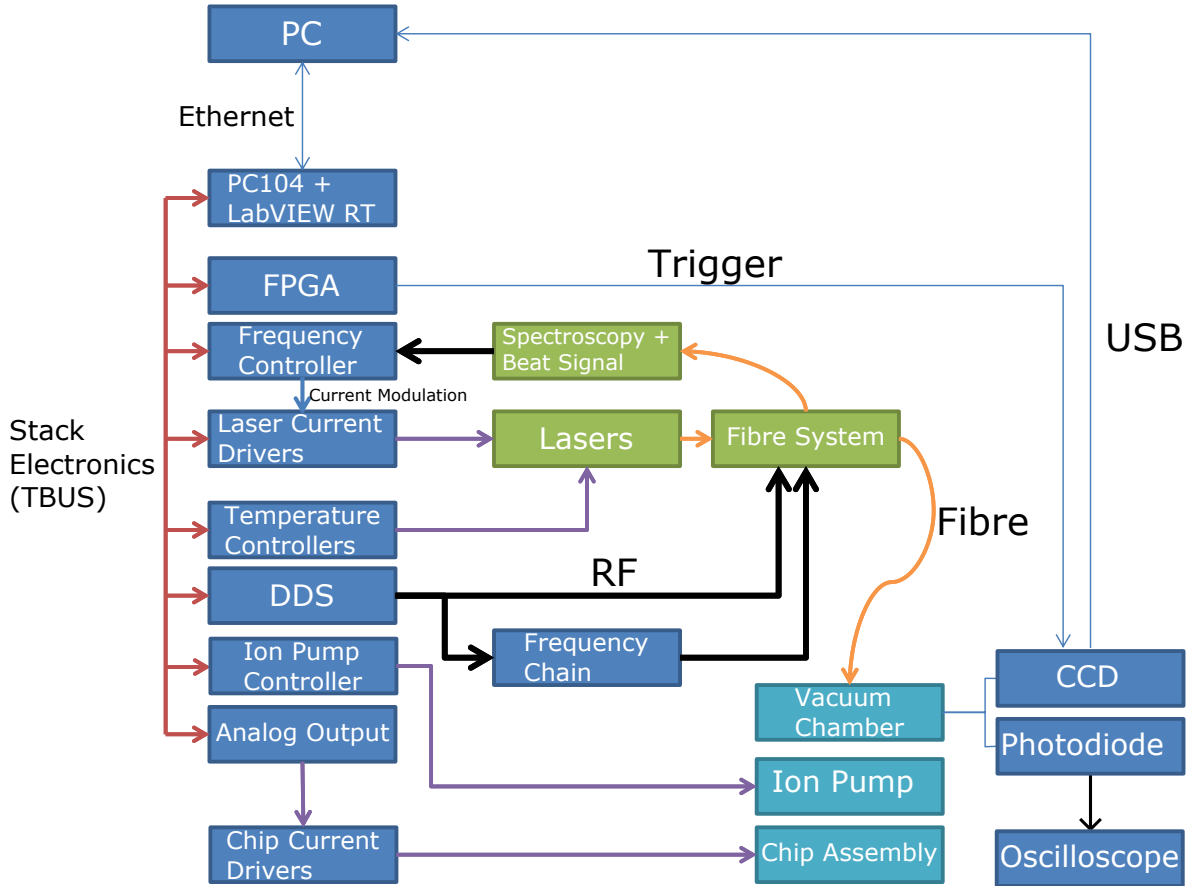 PC
Ethernet
PC104 +
LabVIEW RT
FPGA
Trigger
USB
Frequency
Controller
Spectroscopy +
Beat Signal
Current Modulation
Laser Current
Drivers
Lasers
Fibre System
Stack
Electronics
(TBUS)
Temperature
Controllers
Fibre
RF
DDS
Ion Pump
Controller
Frequency
Chain
CCD
Vacuum
Chamber
Analog Output
Photodiode
Ion Pump
Chip Current
Drivers
Chip Assembly
Oscilloscope